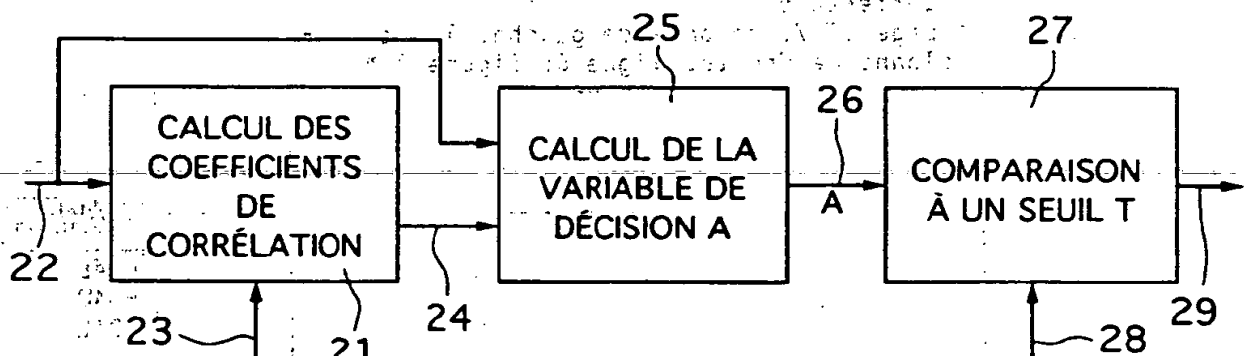 25
27
CALCUL DES
COEFFICIENTS
DE
CORRÉLATION
CALCUL DE LA
VARIABLE DE
DÉCISION A
26
A
COMPARAISON
À UN SEUIL T
22
23
21
24
28
29